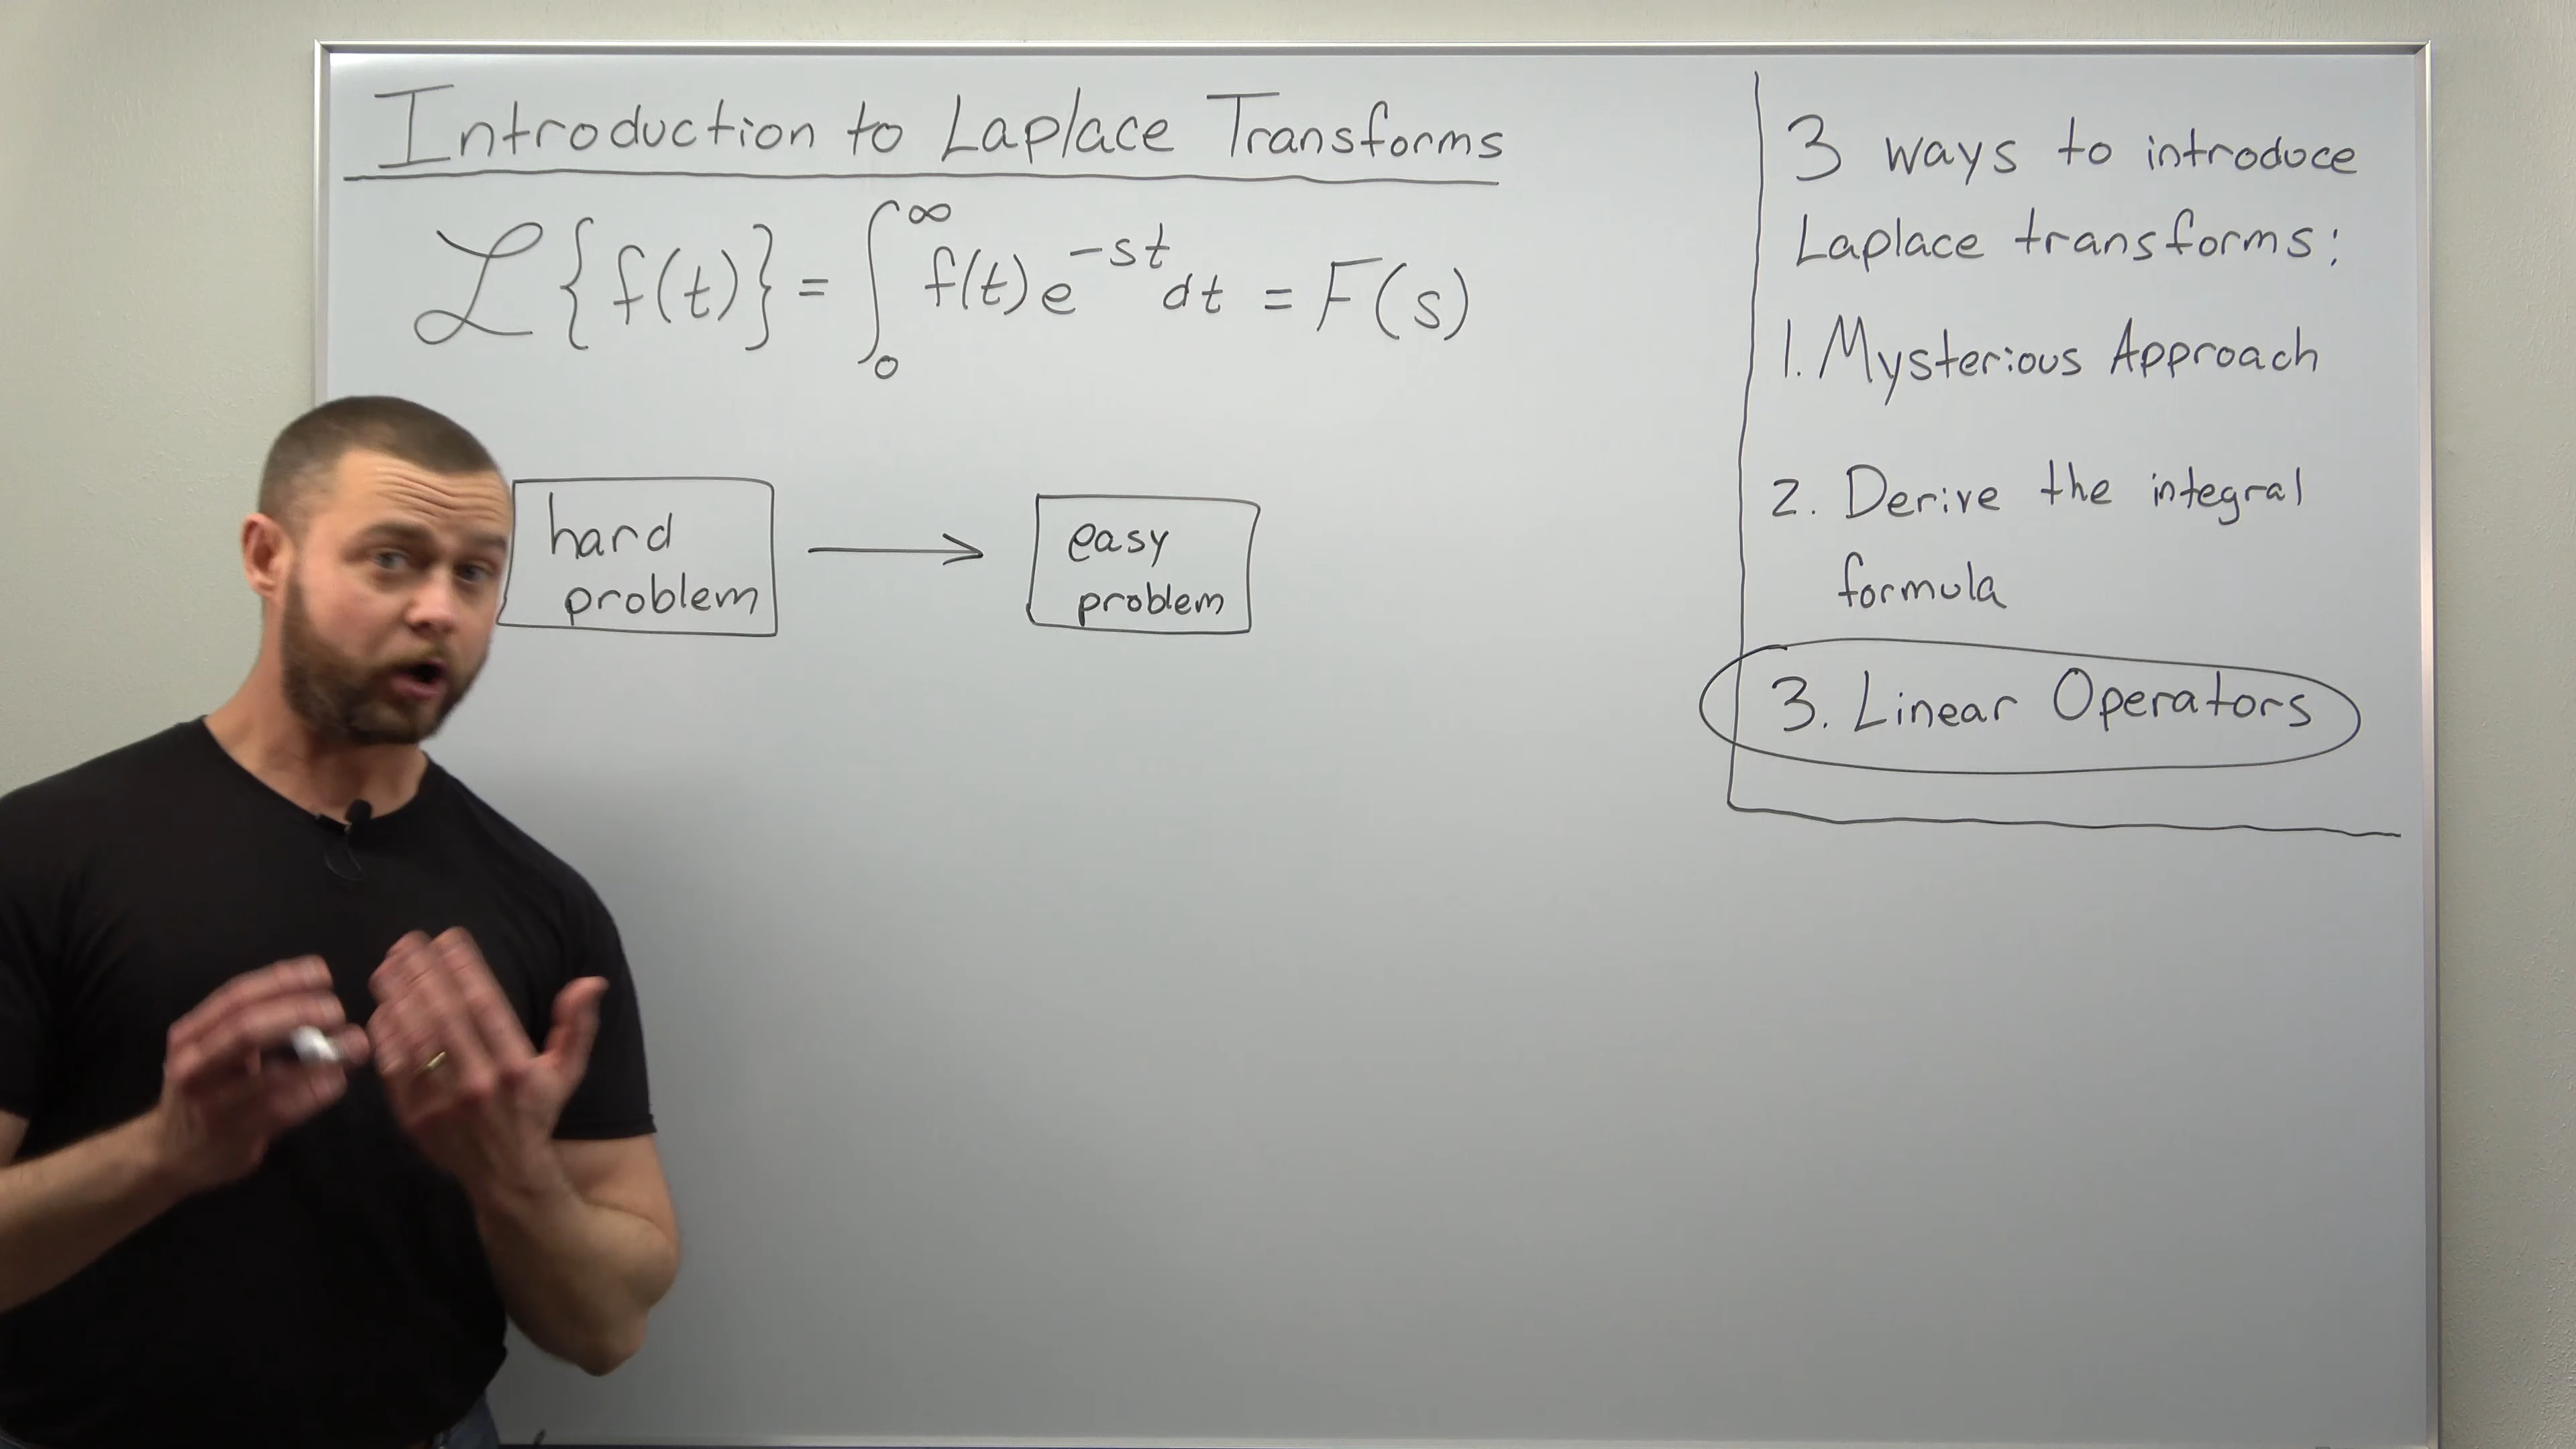 Introduction to Laplace Transforms
ℒ{f(t)} = ∫₀^∞ f(t)e^(-st) dt = F(s)
hard
problem
easy
problem
3 ways to introduce
Laplace transforms:
1. Mysterious Approach
2. Derive the integral
formula
3. Linear Operators